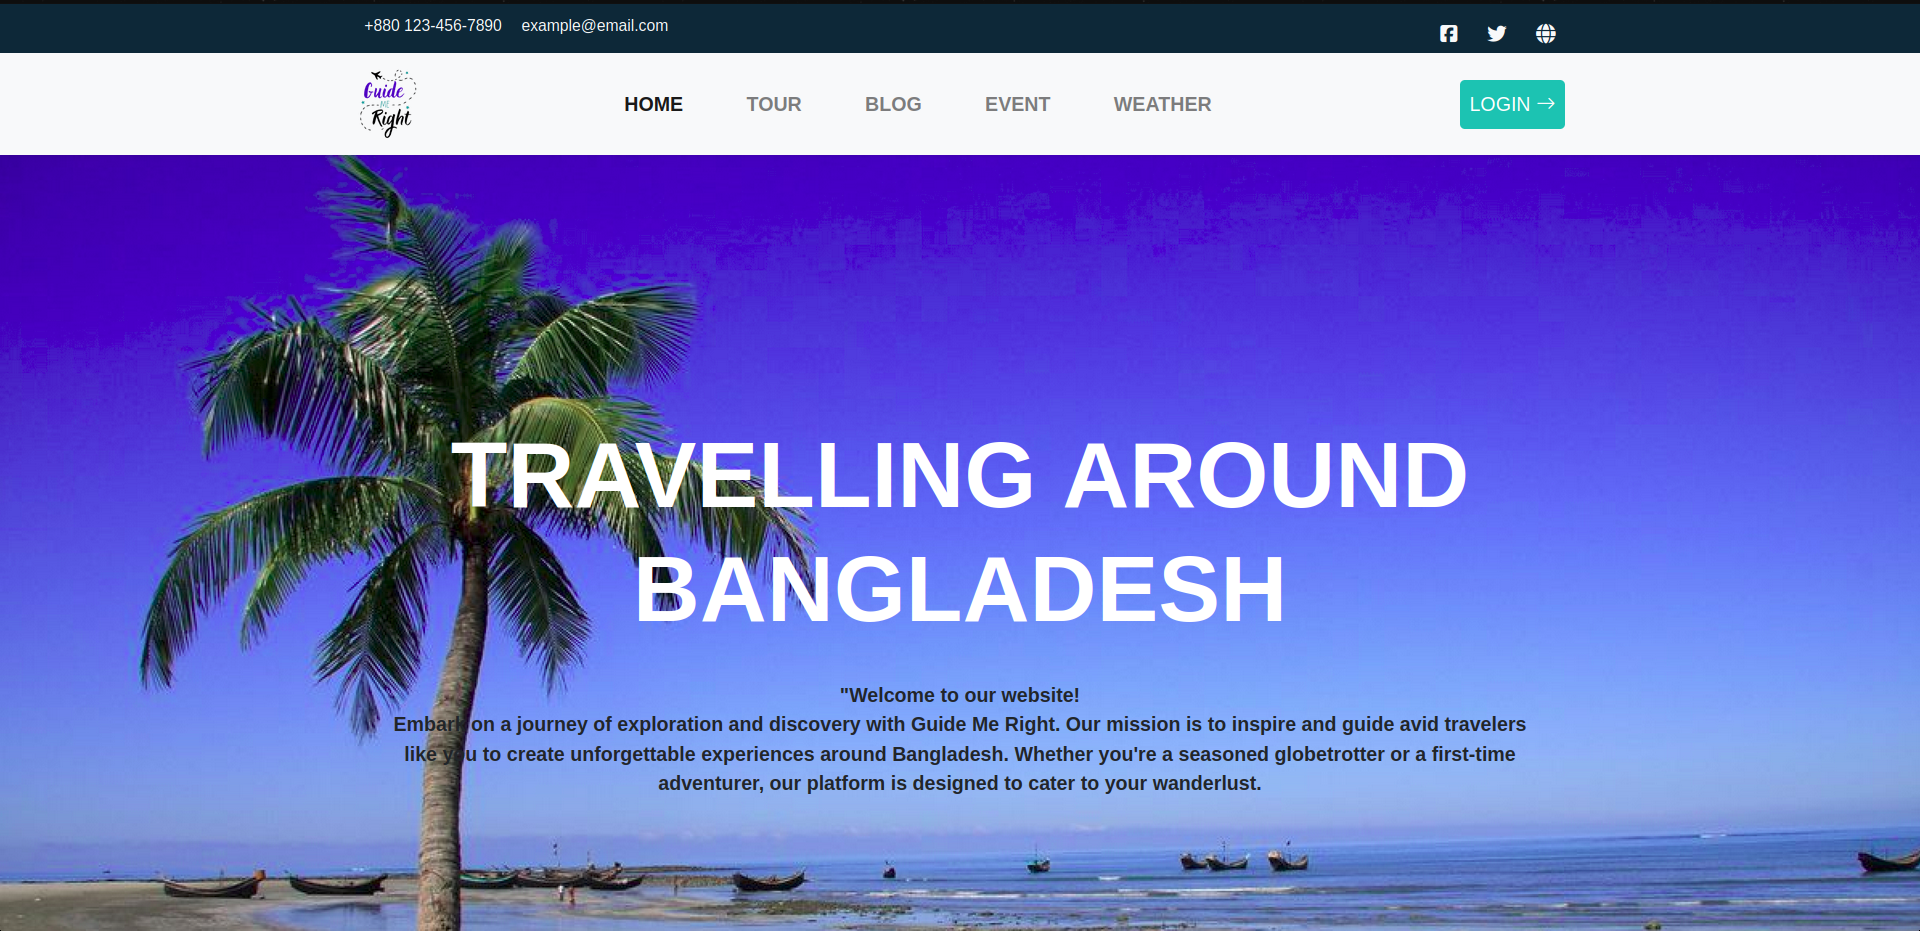 +880 123-456-7890 example@email.com
Guide
ME
Right
HOME TOUR BLOG EVENT WEATHER
LOGIN →
TRAVELLING AROUND
BANGLADESH
"Welcome to our website!
Embark on a journey of exploration and discovery with Guide Me Right. Our mission is to inspire and guide avid travelers
like you to create unforgettable experiences around Bangladesh. Whether you're a seasoned globetrotter or a first-time
adventurer, our platform is designed to cater to your wanderlust.